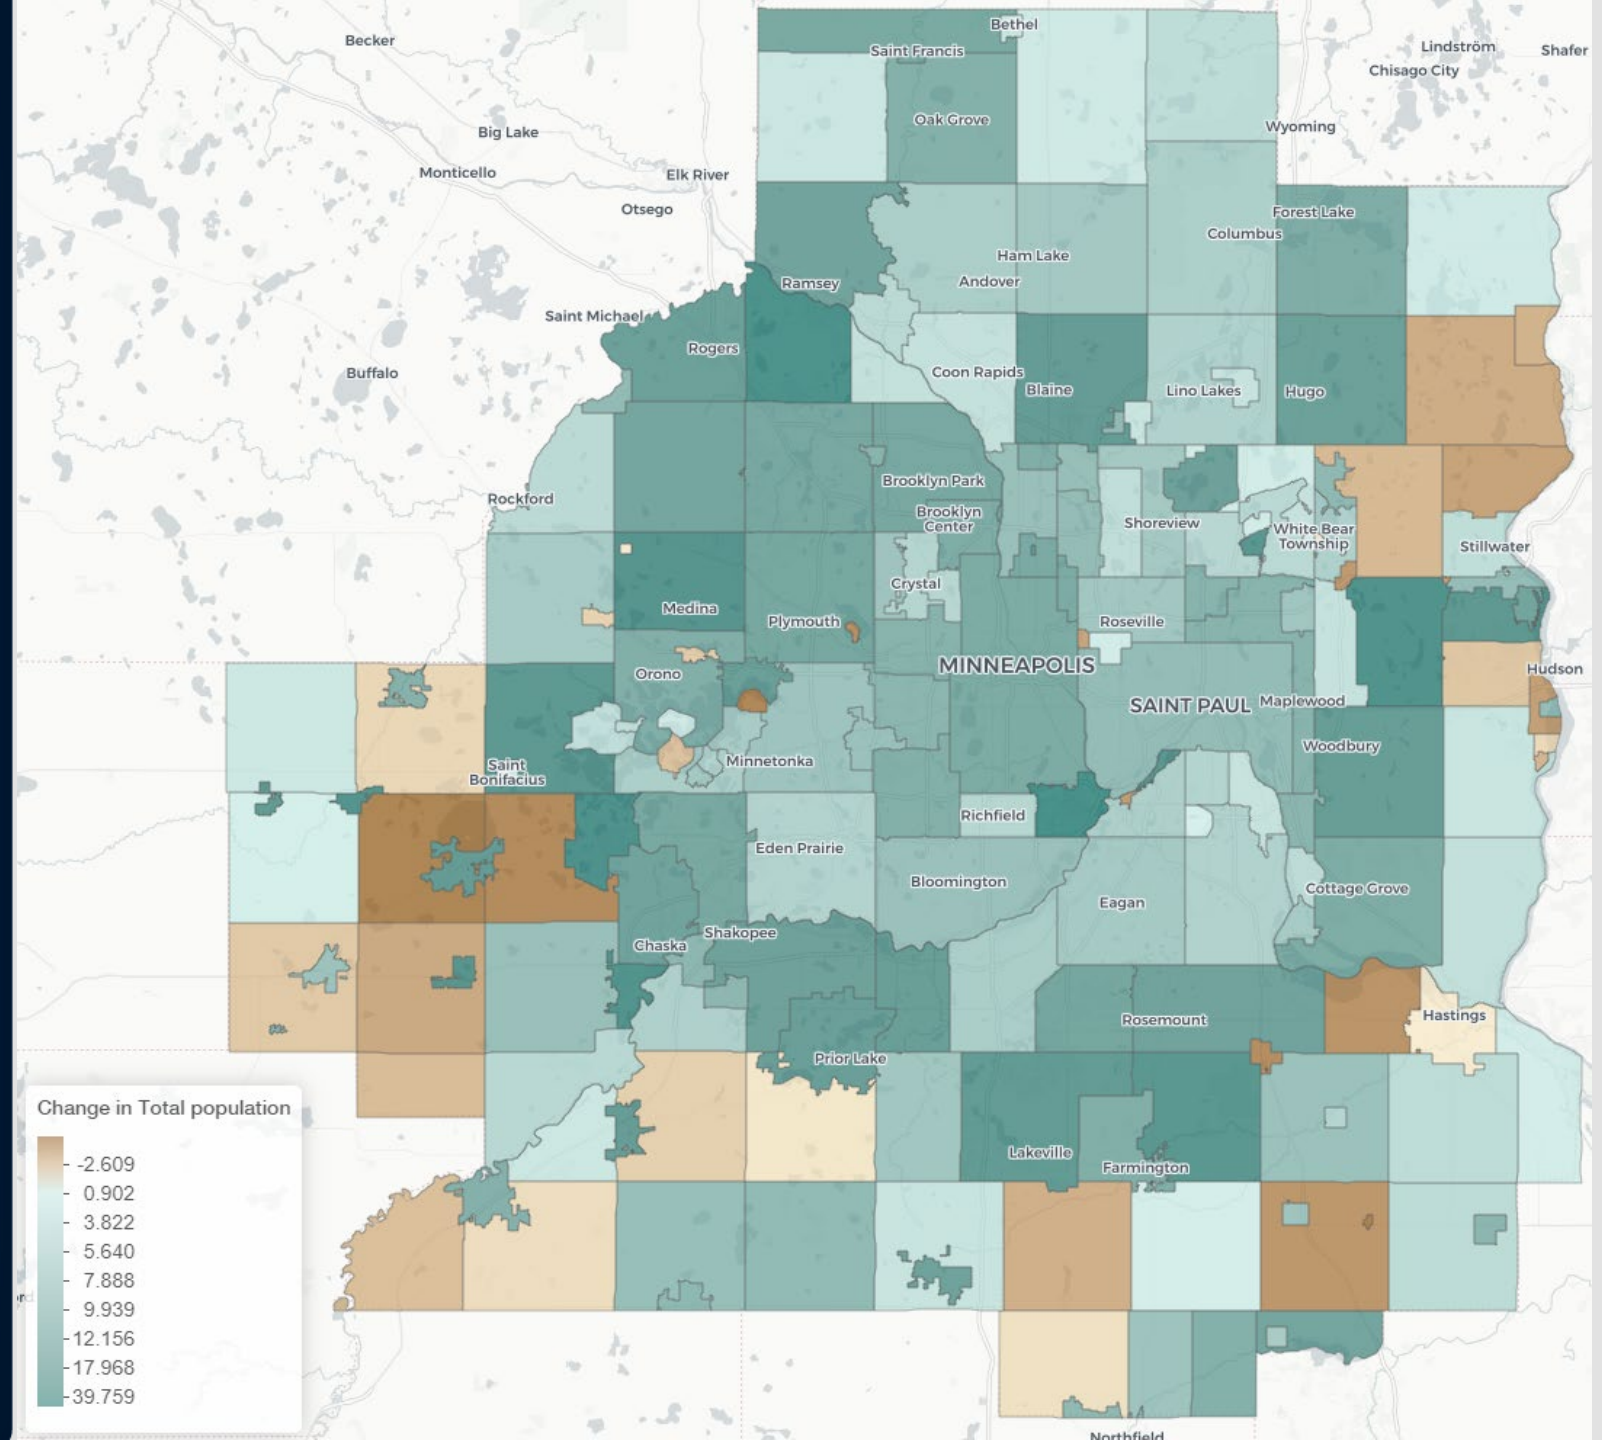 Bethel
Becker
Lindström
Shafer
Saint Francis
Chisago City
Oak Grove
Wyoming
Big Lake
Monticello
Elk River
Otsego
Forest Lake
Columbus
Ham Lake
Andover
Ramsey
Saint Michael
Rogers
Buffalo
Coon Rapids
Blaine
Lino Lakes
Hugo
Brooklyn Park
Rockford
Brooklyn
Center
Shoreview
White Bear
Township
Stillwater
Crystal
Medina
Plymouth
Roseville
MINNEAPOLIS
Hudson
Orono
SAINT PAUL
Maplewood
Woodbury
Saint
Bonifacius
Minnetonka
Richfield
Eden Prairie
Bloomington
Cottage Grove
Eagan
Shakopee
Chaska
Hastings
Rosemount
Prior Lake
Lakeville
Farmington
Northfield
Change in Total population
-2.609
0.902
3.822
5.640
7.888
9.939
12.156
17.968
39.759